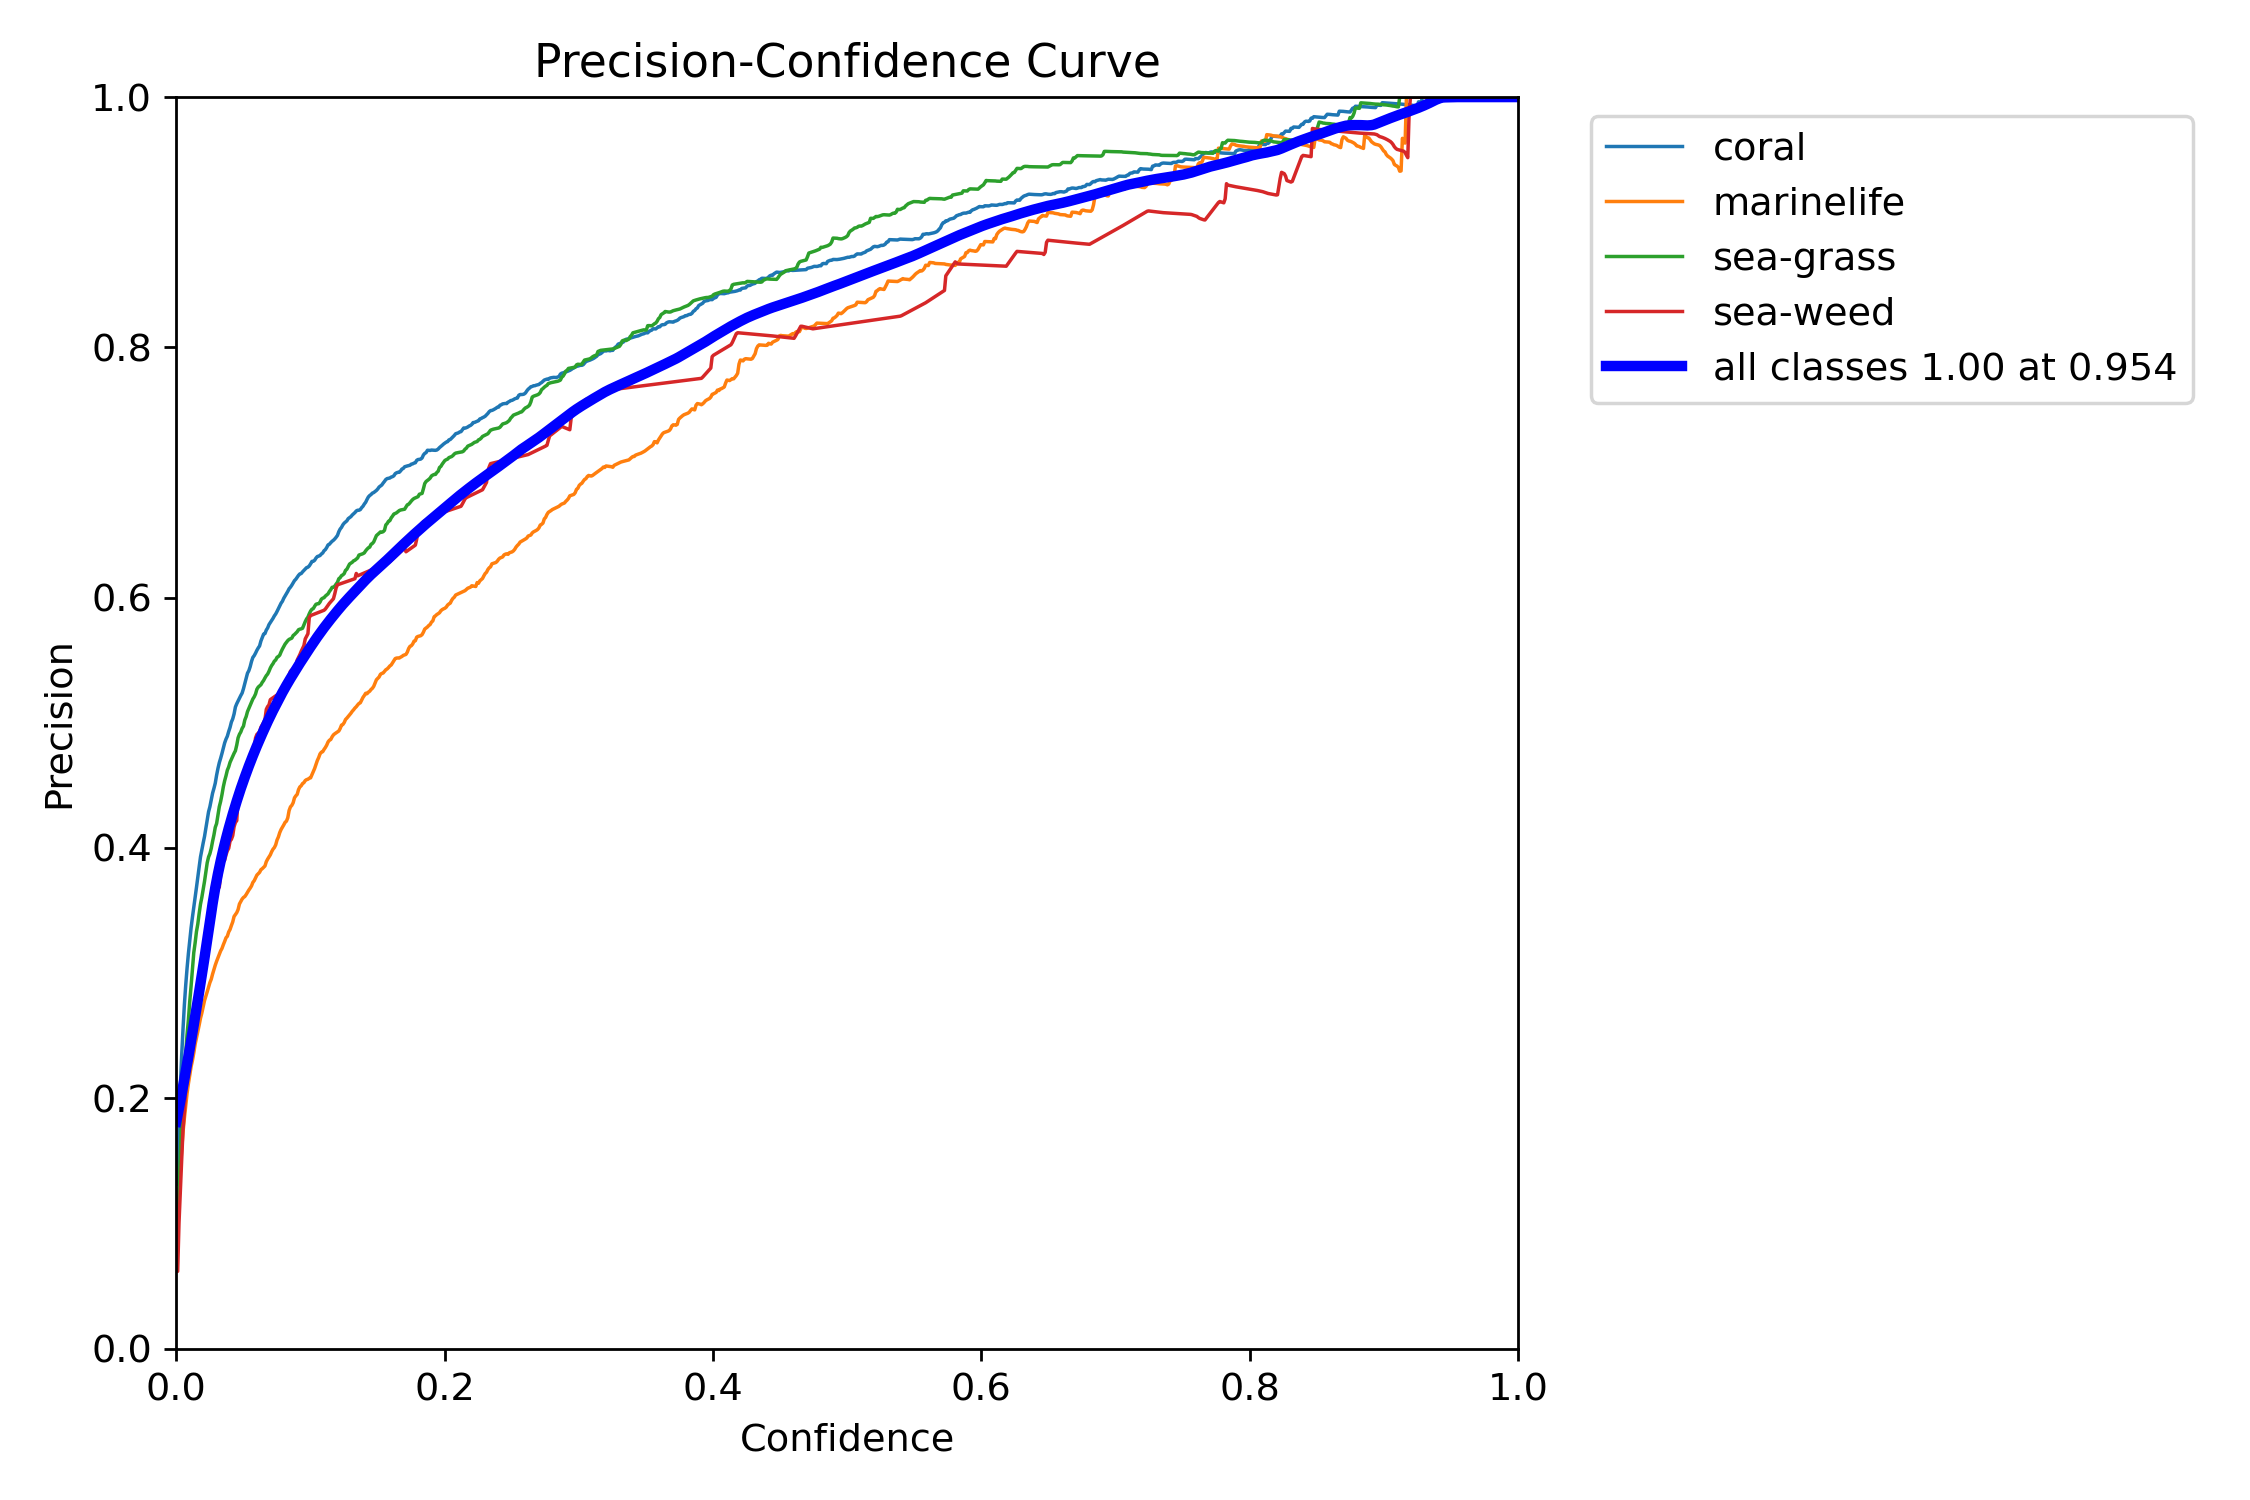 Precision-Confidence Curve
1.0
0.8
0.6
0.4
0.2
0.0
Precision
0.0 0.2 0.4 0.6 0.8 1.0
Confidence
coral
marinelife
sea-grass
sea-weed
all classes 1.00 at 0.954